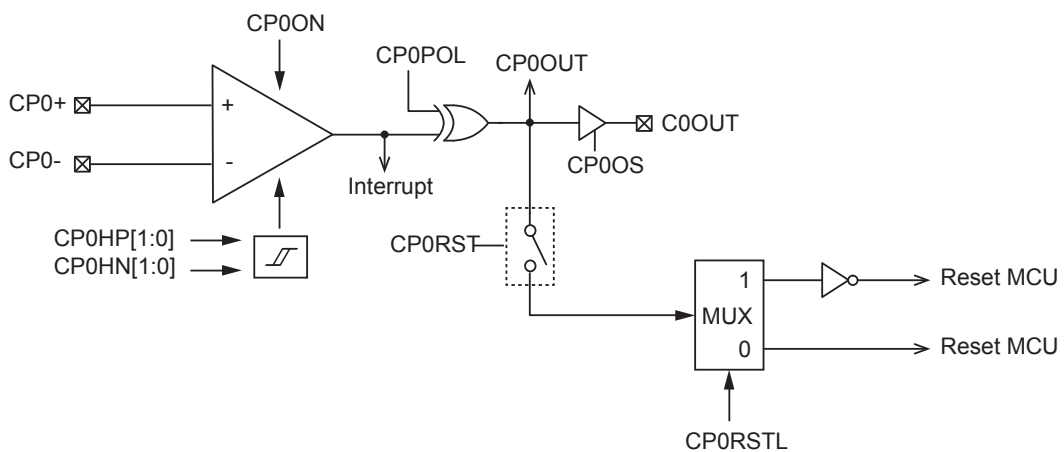 CP0ON
CP0POL
CP0OUT
CP0+
+
C0OUT
CP0-
-
Interrupt
CP0OS
CP0HP[1:0]
CP0HN[1:0]
CP0RST
1
Reset MCU
MUX
0
Reset MCU
CP0RSTL